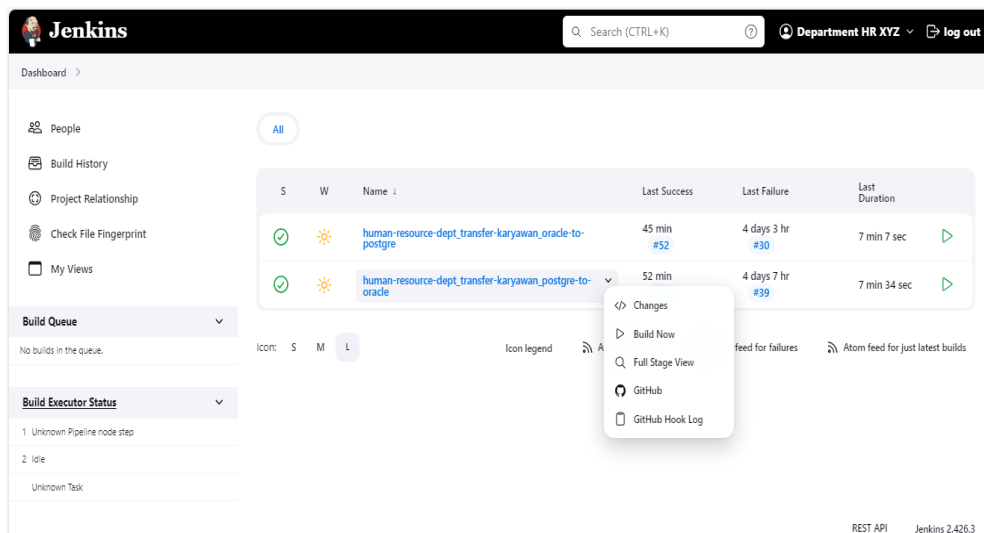 Jenkins
Search (CTRL+K)
Department HR XYZ
log out
Dashboard
People
Build History
Project Relationship
Check File Fingerprint
My Views
Build Queue
No builds in the queue.
Build Executor Status
1 Unknown Pipeline node step
2 Idle
Unknown Task
All
S W Name ↓ Last Success Last Failure Last
Duration
human-resource-dept_transfer-karyawan_oracle-to-
postgre
45 min
#52
4 days 3 hr
#30
7 min 7 sec
human-resource-dept_transfer-karyawan_postgre-to-
oracle
52 min
4 days 7 hr
#39
7 min 34 sec
Changes
Build Now
Full Stage View
GitHub
GitHub Hook Log
Icon: S M L
Icon legend
A
feed for failures
Atom feed for just latest builds
REST API
Jenkins 2.426.3